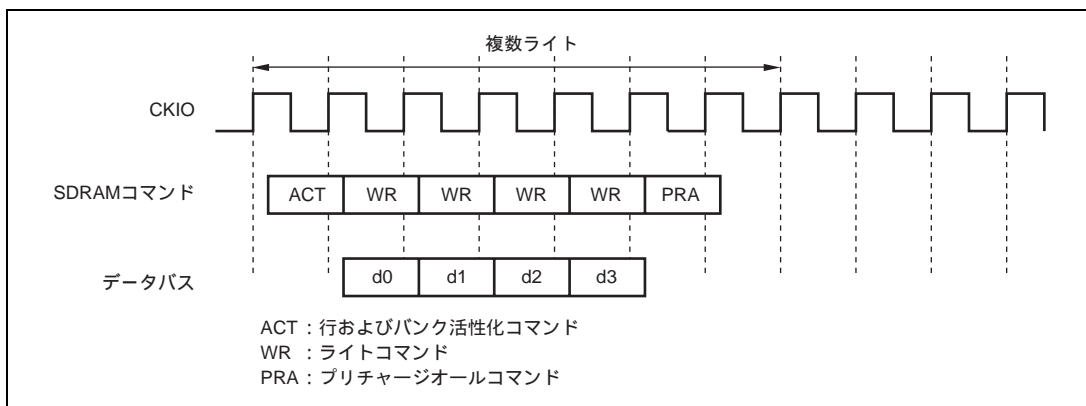 複数ライト
CKIO
SDRAMコマンド ACT WR WR WR WR PRA
データバス d0 d1 d2 d3
ACT：行およびバンク活性化コマンド
WR ：ライトコマンド
PRA：プリチャージオールコマンド